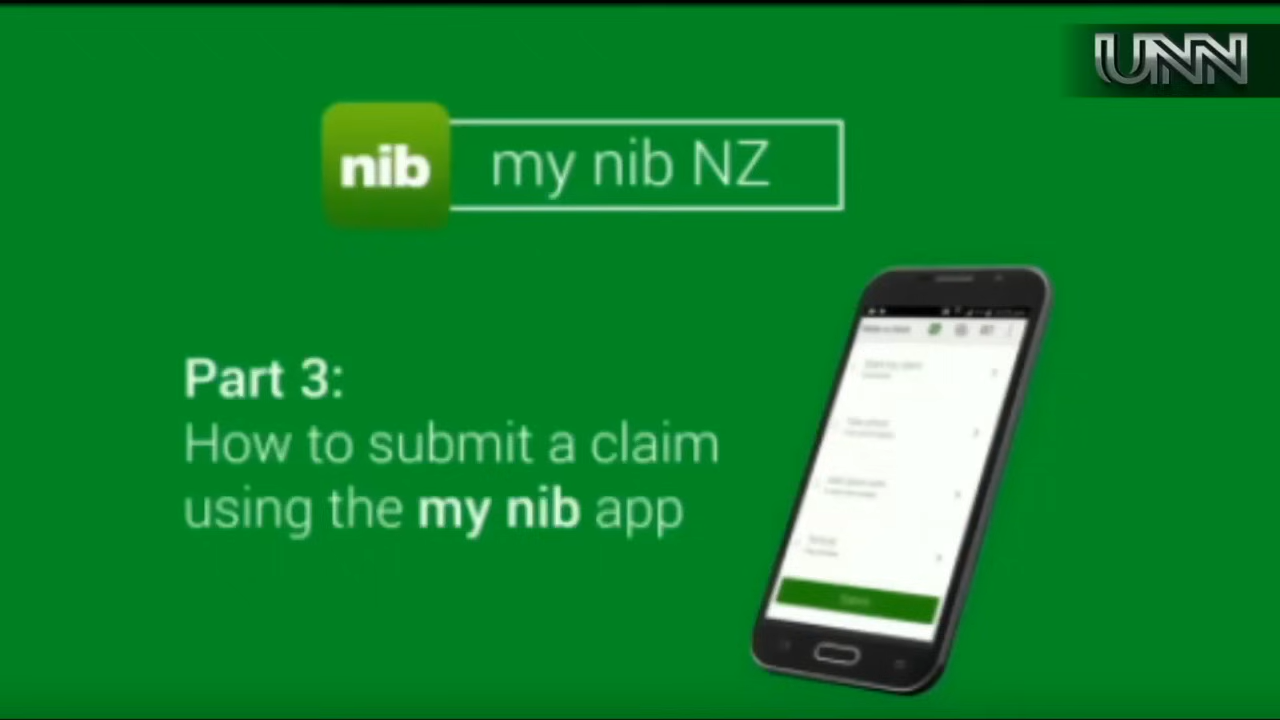 UNN
nib
my nib NZ
Part 3:
How to submit a claim
using the my nib app